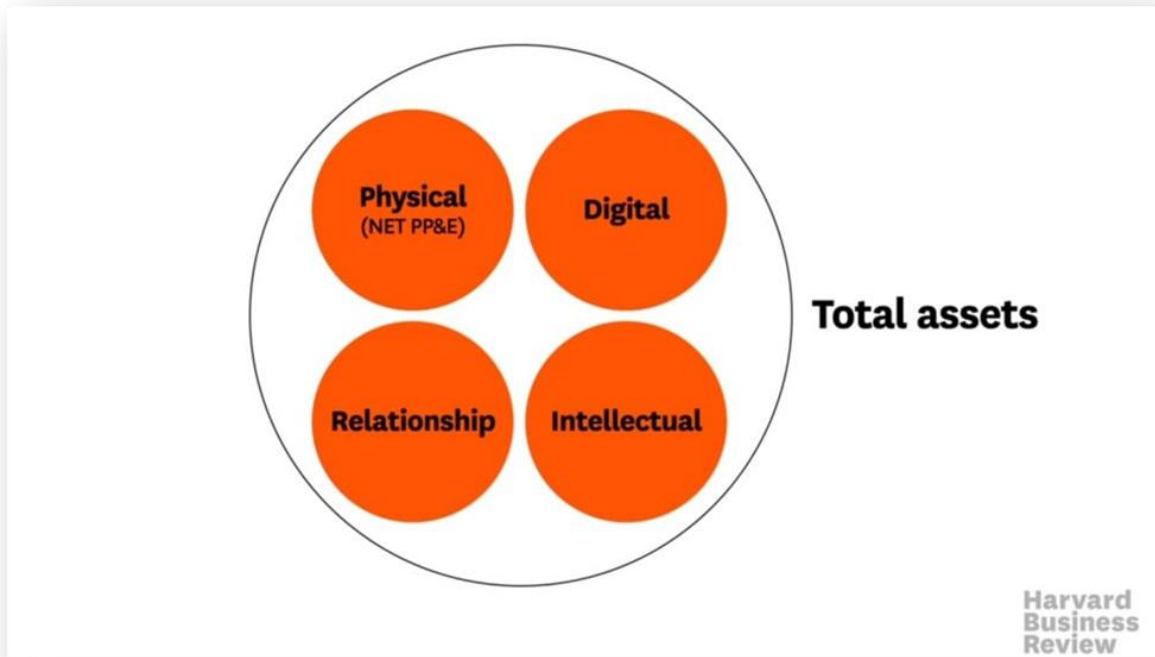 Physical
(NET PP&E)
Digital
Relationship
Intellectual
Total assets
Harvard
Business
Review